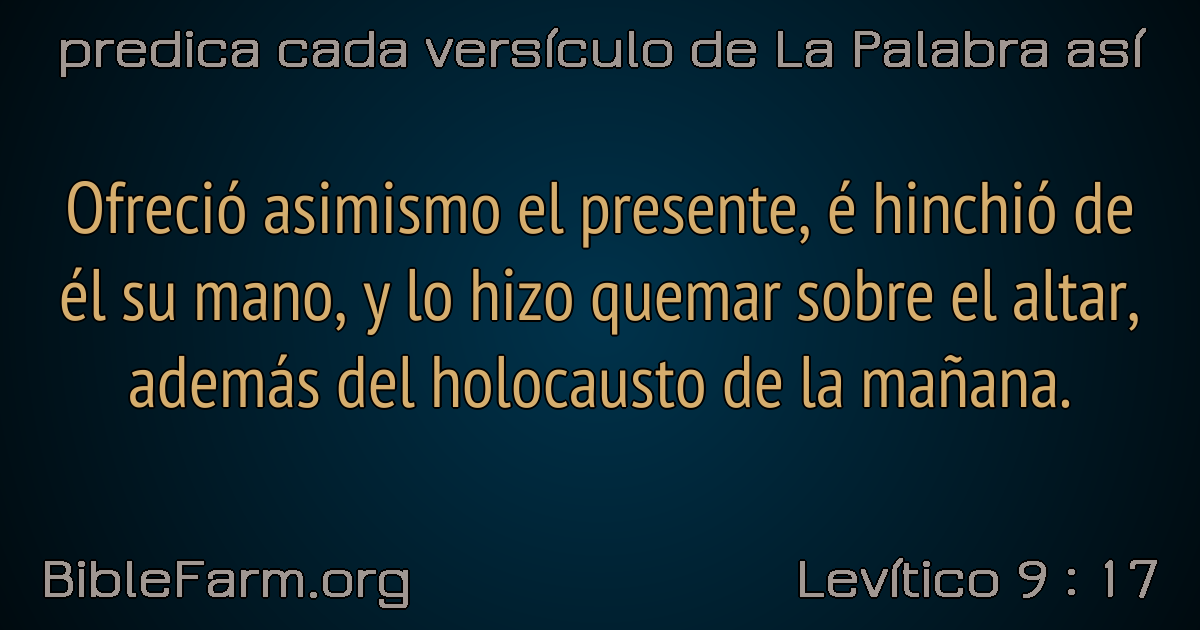 predica cada versículo de La Palabra así
Ofreció asimismo el presente, é hinchió de
él su mano, y lo hizo quemar sobre el altar,
además del holocausto de la mañana.
BibleFarm.org
Levítico 9 : 17